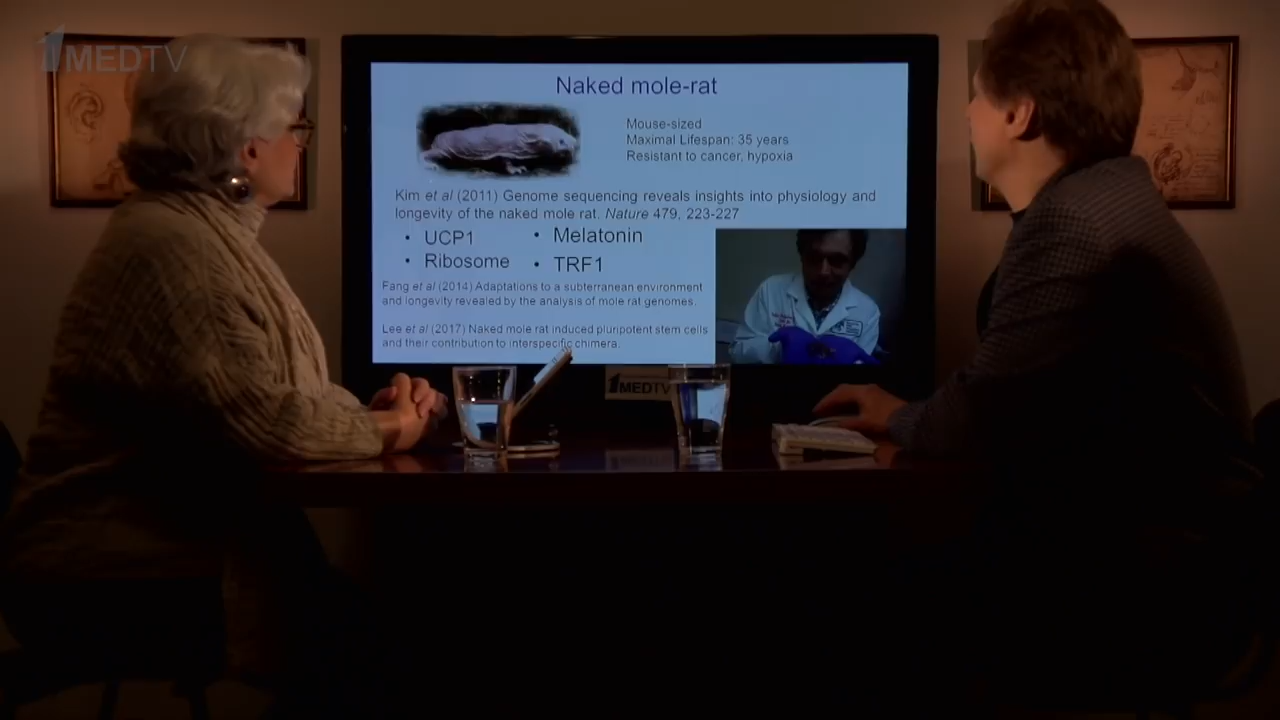 1MEDTV
Naked mole-rat
Mouse-sized
Maximal Lifespan: 35 years
Resistant to cancer, hypoxia
Kim et al (2011) Genome sequencing reveals insights into physiology and
longevity of the naked mole rat. Nature 479, 223-227
• UCP1
• Melatonin
• Ribosome
• TRF1
Fang et al (2014) Adaptations to a subterranean environment
and longevity revealed by the analysis of mole rat genomes.
Lee et al (2017) Naked mole rat induced pluripotent stem cells
and their contribution to interspecific chimera.
1MEDTV